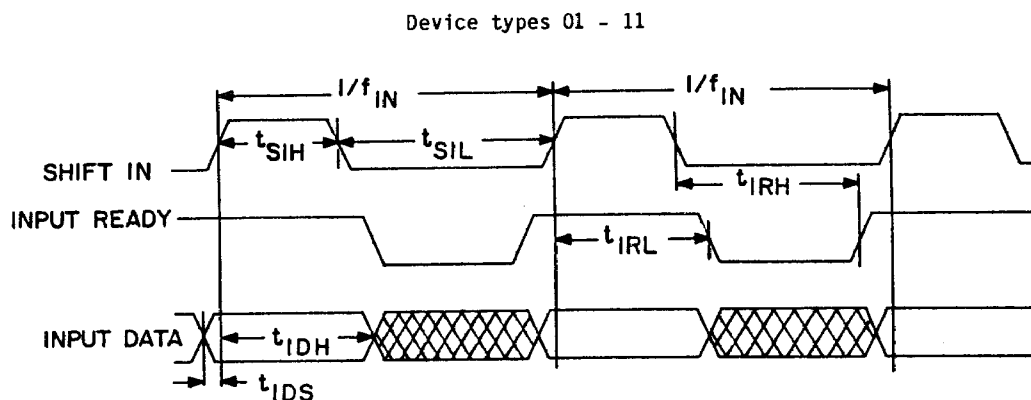 Device types 01 - 11
1/fIN 1/fIN
tSIH tSIL
SHIFT IN
tIRH
INPUT READY
tIRL
INPUT DATA
tIDH
tIDS